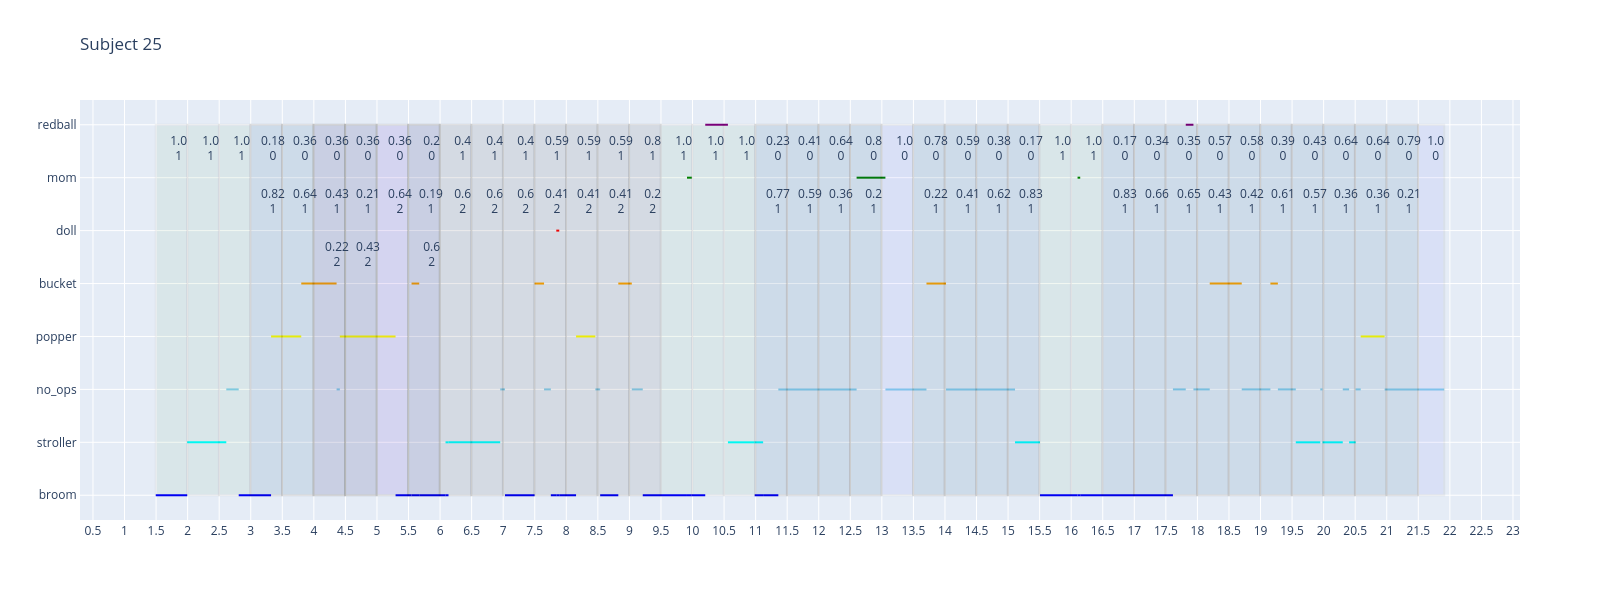 Subject 25
redball
1.0 1.0 1.0 0.18 0.36 0.36 0.36 0.36 0.2 0.4 0.4 0.4 0.59 0.59 0.59 0.8 1.0 1.0 1.0 0.23 0.41 0.64 0.8 1.0 0.78 0.59 0.38 0.17 1.0 1.0 0.17 0.34 0.35 0.57 0.58 0.39 0.43 0.64 0.64 0.79 1.0
1 1 1 0 0 0 0 0 0 1 1 1 1 1 1 1 1 1 1 0 0 0 0 0 0 0 0 0 1 1 0 0 0 0 0 0 0 0 0 0 0
mom
0.82 0.64 0.43 0.21 0.64 0.19 0.6 0.6 0.6 0.41 0.41 0.41 0.2 0.77 0.59 0.36 0.2 0.22 0.41 0.62 0.83 0.83 0.66 0.65 0.43 0.42 0.61 0.57 0.36 0.36 0.21
1 1 1 1 2 1 2 2 2 2 2 2 2 1 1 1 1 1 1 1 1 1 1 1 1 1 1 1 1 1 1
doll
0.22 0.43 0.6
2 2 2
bucket
popper
no_ops
stroller
broom
0.5 1 1.5 2 2.5 3 3.5 4 4.5 5 5.5 6 6.5 7 7.5 8 8.5 9 9.5 10 10.5 11 11.5 12 12.5 13 13.5 14 14.5 15 15.5 16 16.5 17 17.5 18 18.5 19 19.5 20 20.5 21 21.5 22 22.5 23